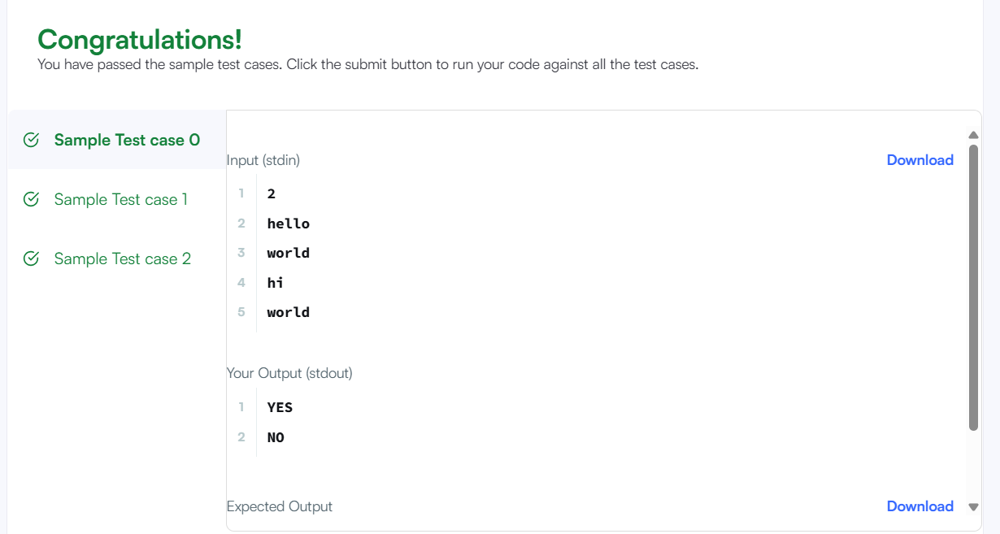 Congratulations!
You have passed the sample test cases. Click the submit button to run your code against all the test cases.
Sample Test case 0
Sample Test case 1
Sample Test case 2
Input (stdin)
Download
1 2
2 hello
3 world
4 hi
5 world
Your Output (stdout)
1 YES
2 NO
Expected Output
Download